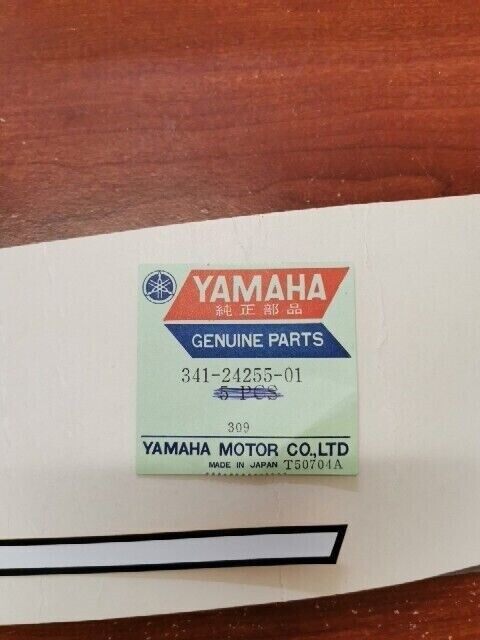 YAMAHA
純正部品
GENUINE PARTS
341-24255-01
5 PCS
309
YAMAHA MOTOR CO.,LTD
MADE IN JAPAN T50704A